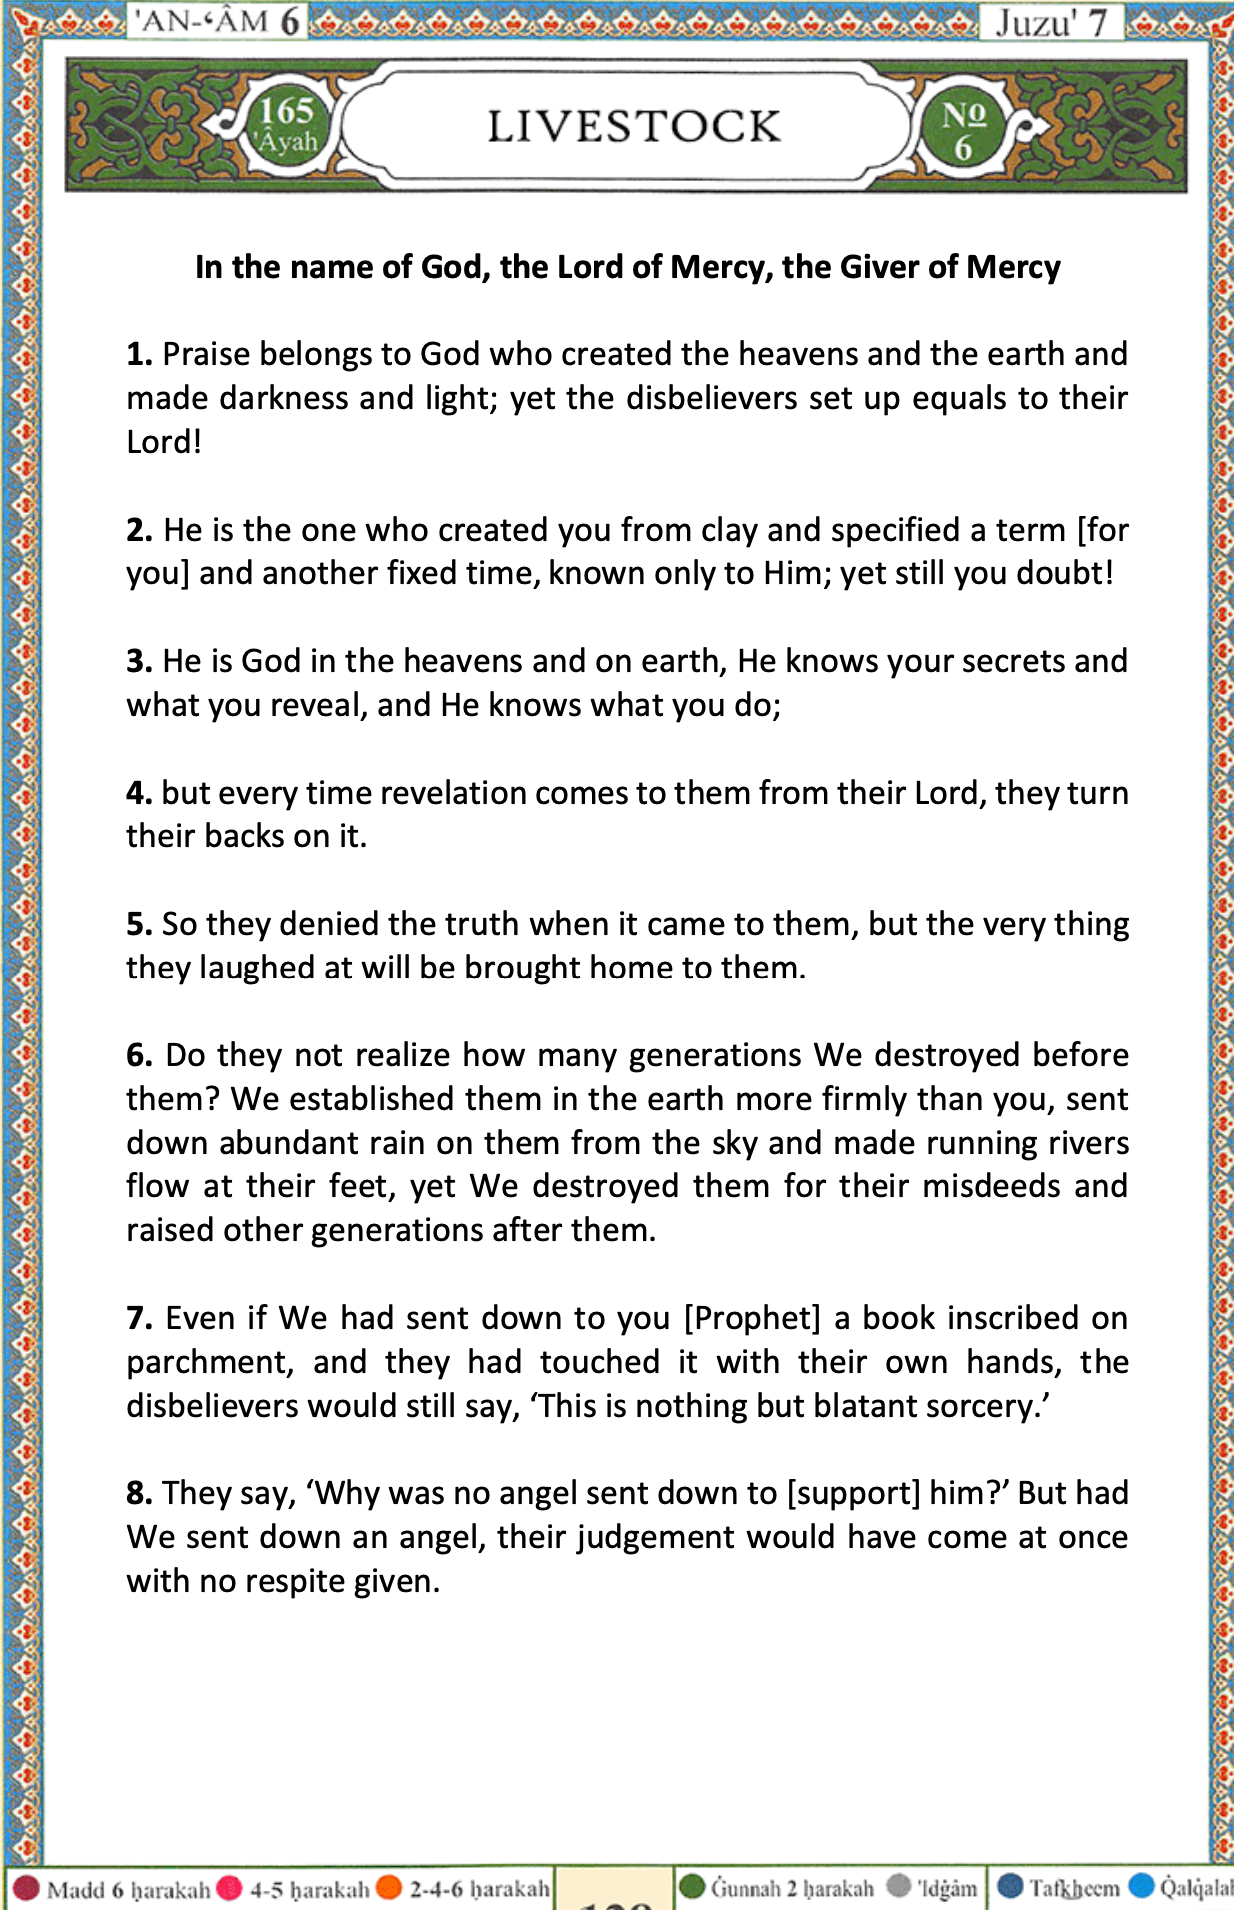 'AN-‘ÂM 6
Juzu' 7
165
'Âyah
LIVESTOCK
Nº
6
In the name of God, the Lord of Mercy, the Giver of Mercy
1. Praise belongs to God who created the heavens and the earth and
made darkness and light; yet the disbelievers set up equals to their
Lord!
2. He is the one who created you from clay and specified a term [for
you] and another fixed time, known only to Him; yet still you doubt!
3. He is God in the heavens and on earth, He knows your secrets and
what you reveal, and He knows what you do;
4. but every time revelation comes to them from their Lord, they turn
their backs on it.
5. So they denied the truth when it came to them, but the very thing
they laughed at will be brought home to them.
6. Do they not realize how many generations We destroyed before
them? We established them in the earth more firmly than you, sent
down abundant rain on them from the sky and made running rivers
flow at their feet, yet We destroyed them for their misdeeds and
raised other generations after them.
7. Even if We had sent down to you [Prophet] a book inscribed on
parchment, and they had touched it with their own hands, the
disbelievers would still say, ‘This is nothing but blatant sorcery.’
8. They say, ‘Why was no angel sent down to [support] him?’ But had
We sent down an angel, their judgement would have come at once
with no respite given.
Madd 6 ḥarakah 4-5 ḥarakah 2-4-6 ḥarakah
Ġunnah 2 ḥarakah 'Idġâm Tafkheem Q̇alq̇alah